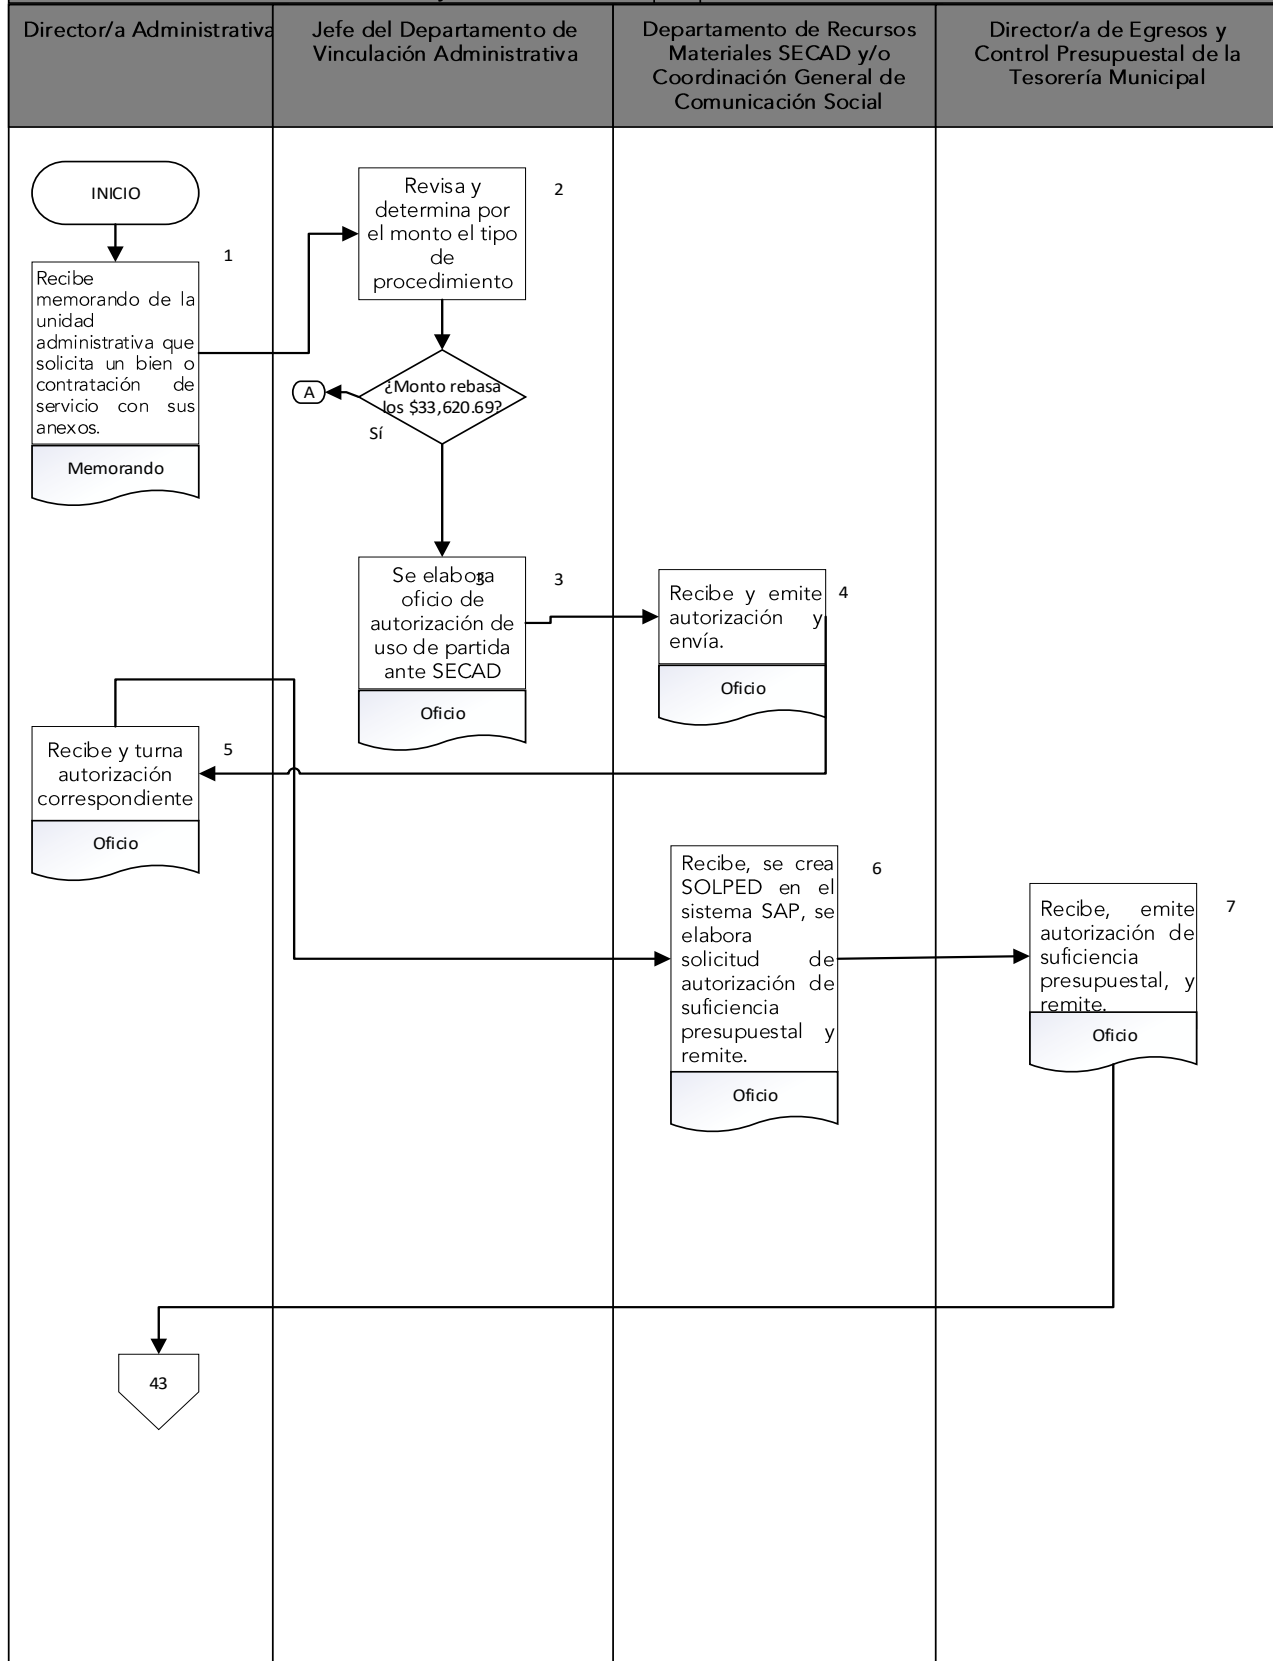 Director/a Administrativa
Jefe del Departamento de
Vinculación Administrativa
Departamento de Recursos
Materiales SECAD y/o
Coordinación General de
Comunicación Social
Director/a de Egresos y
Control Presupuestal de la
Tesorería Municipal
INICIO
1
Recibe
memorando de la
unidad
administrativa que
solicita un bien o
contratación de
servicio con sus
anexos.
Memorando
Revisa y
determina por
el monto el tipo
de
procedimiento
2
A
¿Monto rebasa
los $33,620.69?
Sí
Se elabora
oficio de
autorización de
uso de partida
ante SECAD
3
3
Oficio
Recibe y emite
autorización y
envía.
4
Oficio
Recibe y turna
autorización
correspondiente
5
Oficio
Recibe, se crea
SOLPED en el
sistema SAP, se
elabora
solicitud de
autorización de
suficiencia
presupuestal y
remite.
6
Oficio
Recibe, emite
autorización de
suficiencia
presupuestal, y
remite.
7
Oficio
43